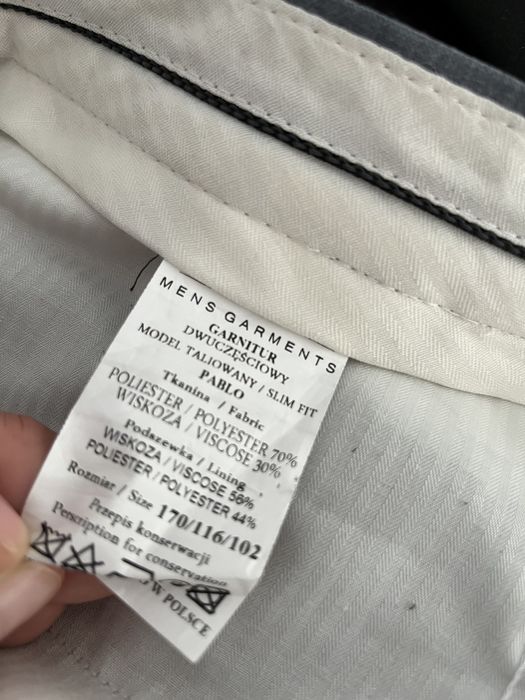 MENS GARMENTS
GARNITUR
DWUCZĘŚCIOWY
MODEL TALIOWANY / SLIM FIT
PABLO
Tkanina / Fabric
POLIESTER / POLYESTER 70%
WISKOZA / VISCOSE 30%
Podszewka / Lining
WISKOZA / VISCOSE 56%
POLIESTER / POLYESTER 44%
Rozmiar / Size 170/116/102
Przepis konserwacji
Perscription for conservation
W POLSCE